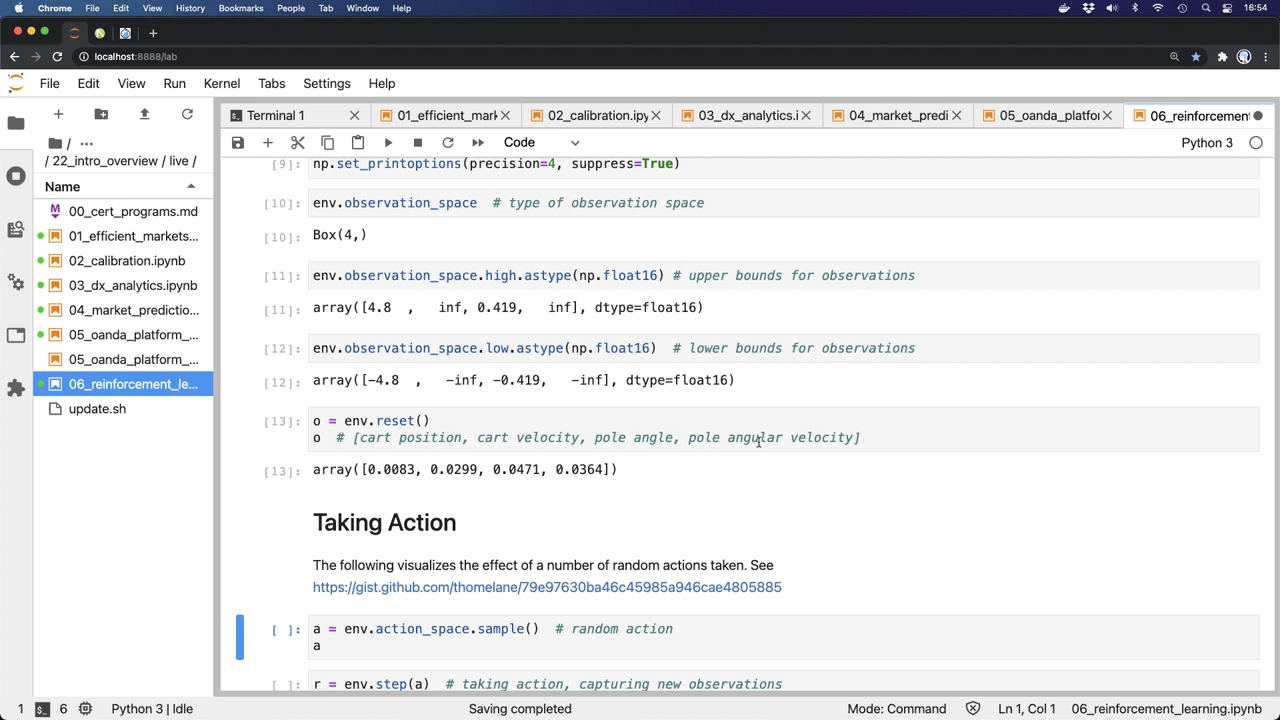 Chrome File Edit View History Bookmarks People Tab Window Help 16:54
localhost:8888/lab
File Edit View Run Kernel Tabs Settings Help
Terminal 1 01_efficient_mark 02_calibration.ipy 03_dx_analytics.i 04_market_predi 05_oanda_platfor 06_reinforcement
Code Python 3
/ ...
/ 22_intro_overview / live /
Name
00_cert_programs.md
01_efficient_markets...
02_calibration.ipynb
03_dx_analytics.ipynb
04_market_predictio...
05_oanda_platform_...
05_oanda_platform_...
06_reinforcement_le...
update.sh
[9]: np.set_printoptions(precision=4, suppress=True)
[10]: env.observation_space # type of observation space
[10]: Box(4,)
[11]: env.observation_space.high.astype(np.float16) # upper bounds for observations
[11]: array([4.8 , inf, 0.419, inf], dtype=float16)
[12]: env.observation_space.low.astype(np.float16) # lower bounds for observations
[12]: array([-4.8 , -inf, -0.419, -inf], dtype=float16)
[13]: o = env.reset()
o # [cart position, cart velocity, pole angle, pole angular velocity]
[13]: array([0.0083, 0.0299, 0.0471, 0.0364])
Taking Action
The following visualizes the effect of a number of random actions taken. See
https://gist.github.com/thomelane/79e97630ba46c45985a946cae4805885
[ ]: a = env.action_space.sample() # random action
a
[ ]: r = env.step(a) # taking action, capturing new observations
1 6 Python 3 | Idle Saving completed Mode: Command Ln 1, Col 1 06_reinforcement_learning.ipynb